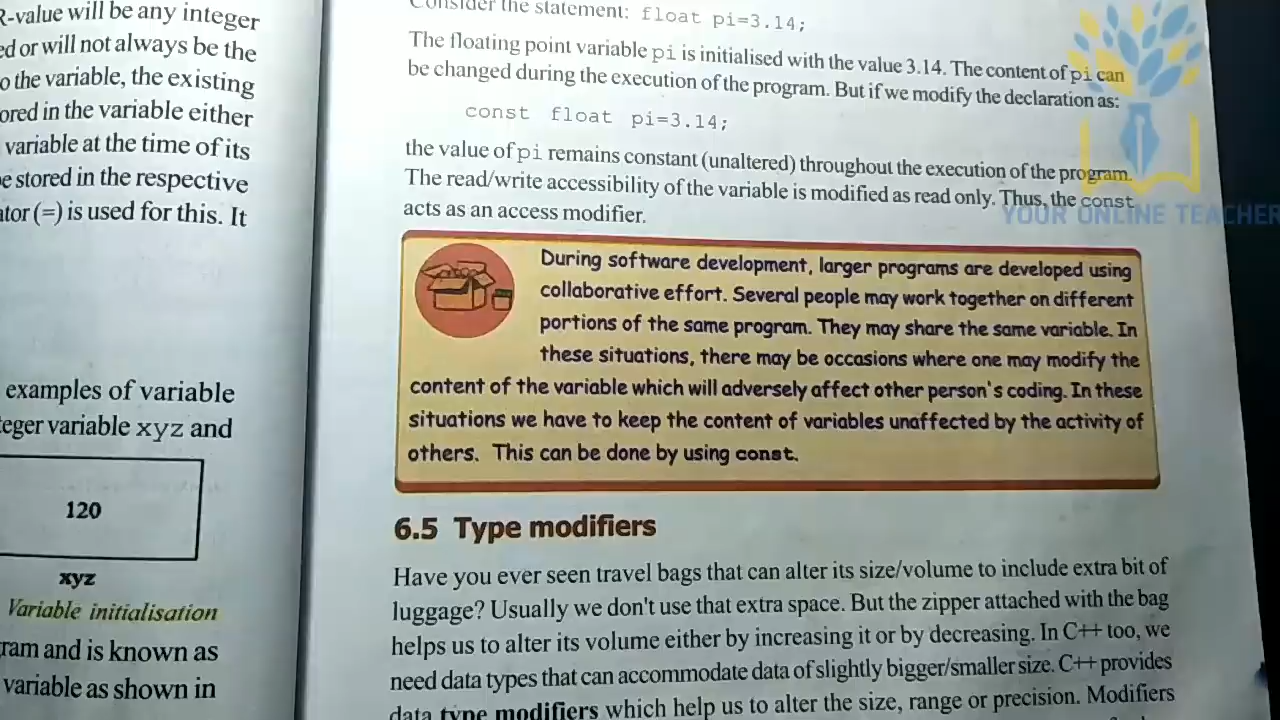 R-value will be any integer
ed or will not always be the
o the variable, the existing
ored in the variable either
variable at the time of its
e stored in the respective
ator (=) is used for this. It
examples of variable
teger variable xyz and
120
xyz
Variable initialisation
ram and is known as
variable as shown in
Consider the statement: float pi=3.14;
The floating point variable pi is initialised with the value 3.14. The content of pi can
be changed during the execution of the program. But if we modify the declaration as:
const float pi=3.14;
the value of pi remains constant (unaltered) throughout the execution of the program.
The read/write accessibility of the variable is modified as read only. Thus, the const
acts as an access modifier.
During software development, larger programs are developed using
collaborative effort. Several people may work together on different
portions of the same program. They may share the same variable. In
these situations, there may be occasions where one may modify the
content of the variable which will adversely affect other person's coding. In these
situations we have to keep the content of variables unaffected by the activity of
others. This can be done by using const.
6.5 Type modifiers
Have you ever seen travel bags that can alter its size/volume to include extra bit of
luggage? Usually we don't use that extra space. But the zipper attached with the bag
helps us to alter its volume either by increasing it or by decreasing. In C++ too, we
need data types that can accommodate data of slightly bigger/smaller size. C++ provides
data type modifiers which help us to alter the size, range or precision. Modifiers
YOUR ONLINE TEACHER